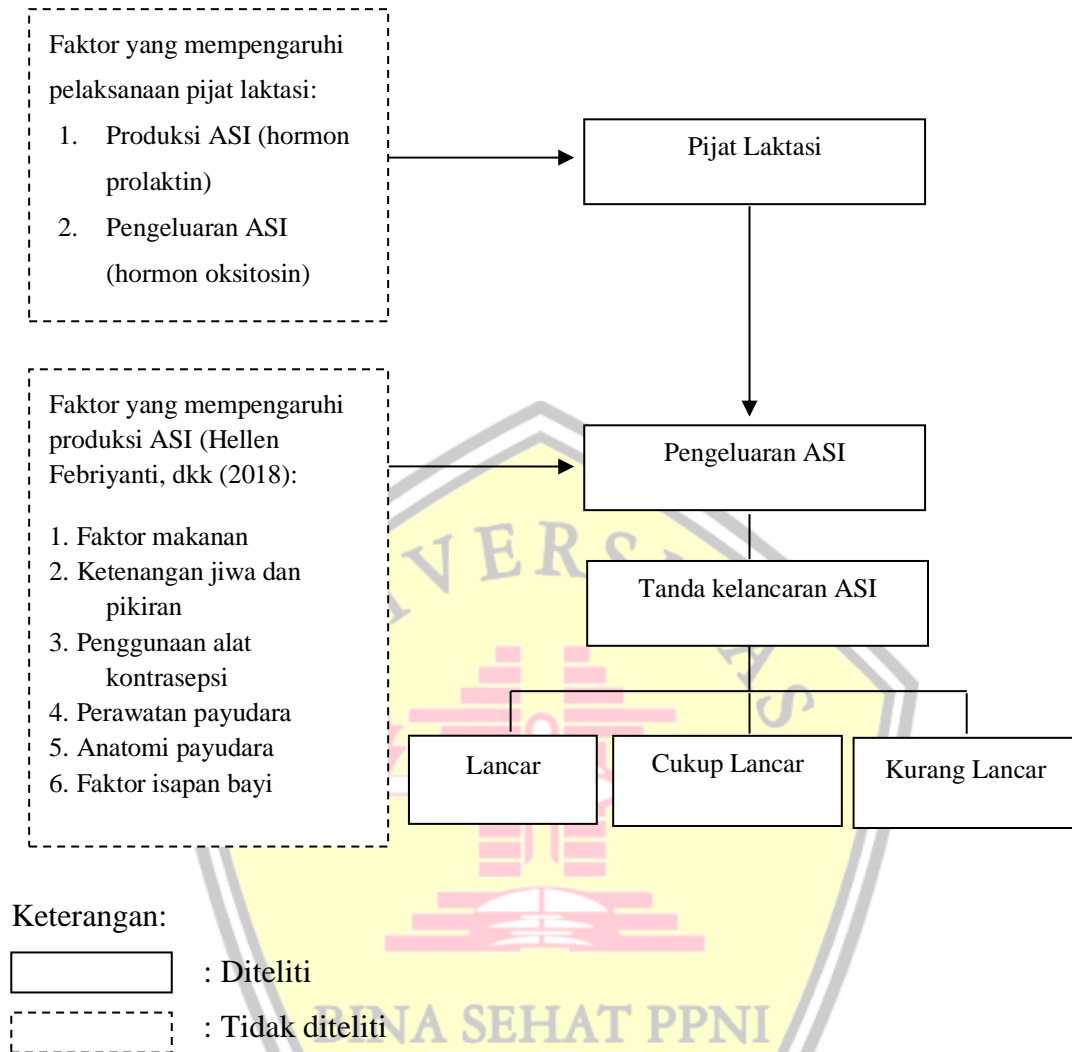 Faktor yang mempengaruhi
pelaksanaan pijat laktasi:
1. Produksi ASI (hormon
prolaktin)
2. Pengeluaran ASI
(hormon oksitosin)
Pijat Laktasi
Faktor yang mempengaruhi
produksi ASI (Hellen
Febriyanti, dkk (2018):
1. Faktor makanan
2. Ketenangan jiwa dan
pikiran
3. Penggunaan alat
kontrasepsi
4. Perawatan payudara
5. Anatomi payudara
6. Faktor isapan bayi
Pengeluaran ASI
Tanda kelancaran ASI
Lancar
Cukup Lancar
Kurang Lancar
Keterangan:
: Diteliti
: Tidak diteliti
BINA SEHAT PPNI